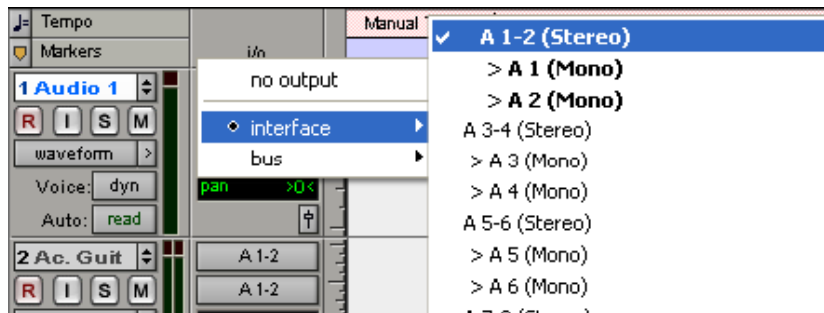 Tempo
Markers
i/o
Manual
1 Audio 1
R I S M
waveform >
Voice: dyn
Auto: read
pan >0<
2 Ac. Guit
R I S M
A 1-2
A 1-2
no output
interface
bus
✓ A 1-2 (Stereo)
> A 1 (Mono)
> A 2 (Mono)
A 3-4 (Stereo)
> A 3 (Mono)
> A 4 (Mono)
A 5-6 (Stereo)
> A 5 (Mono)
> A 6 (Mono)